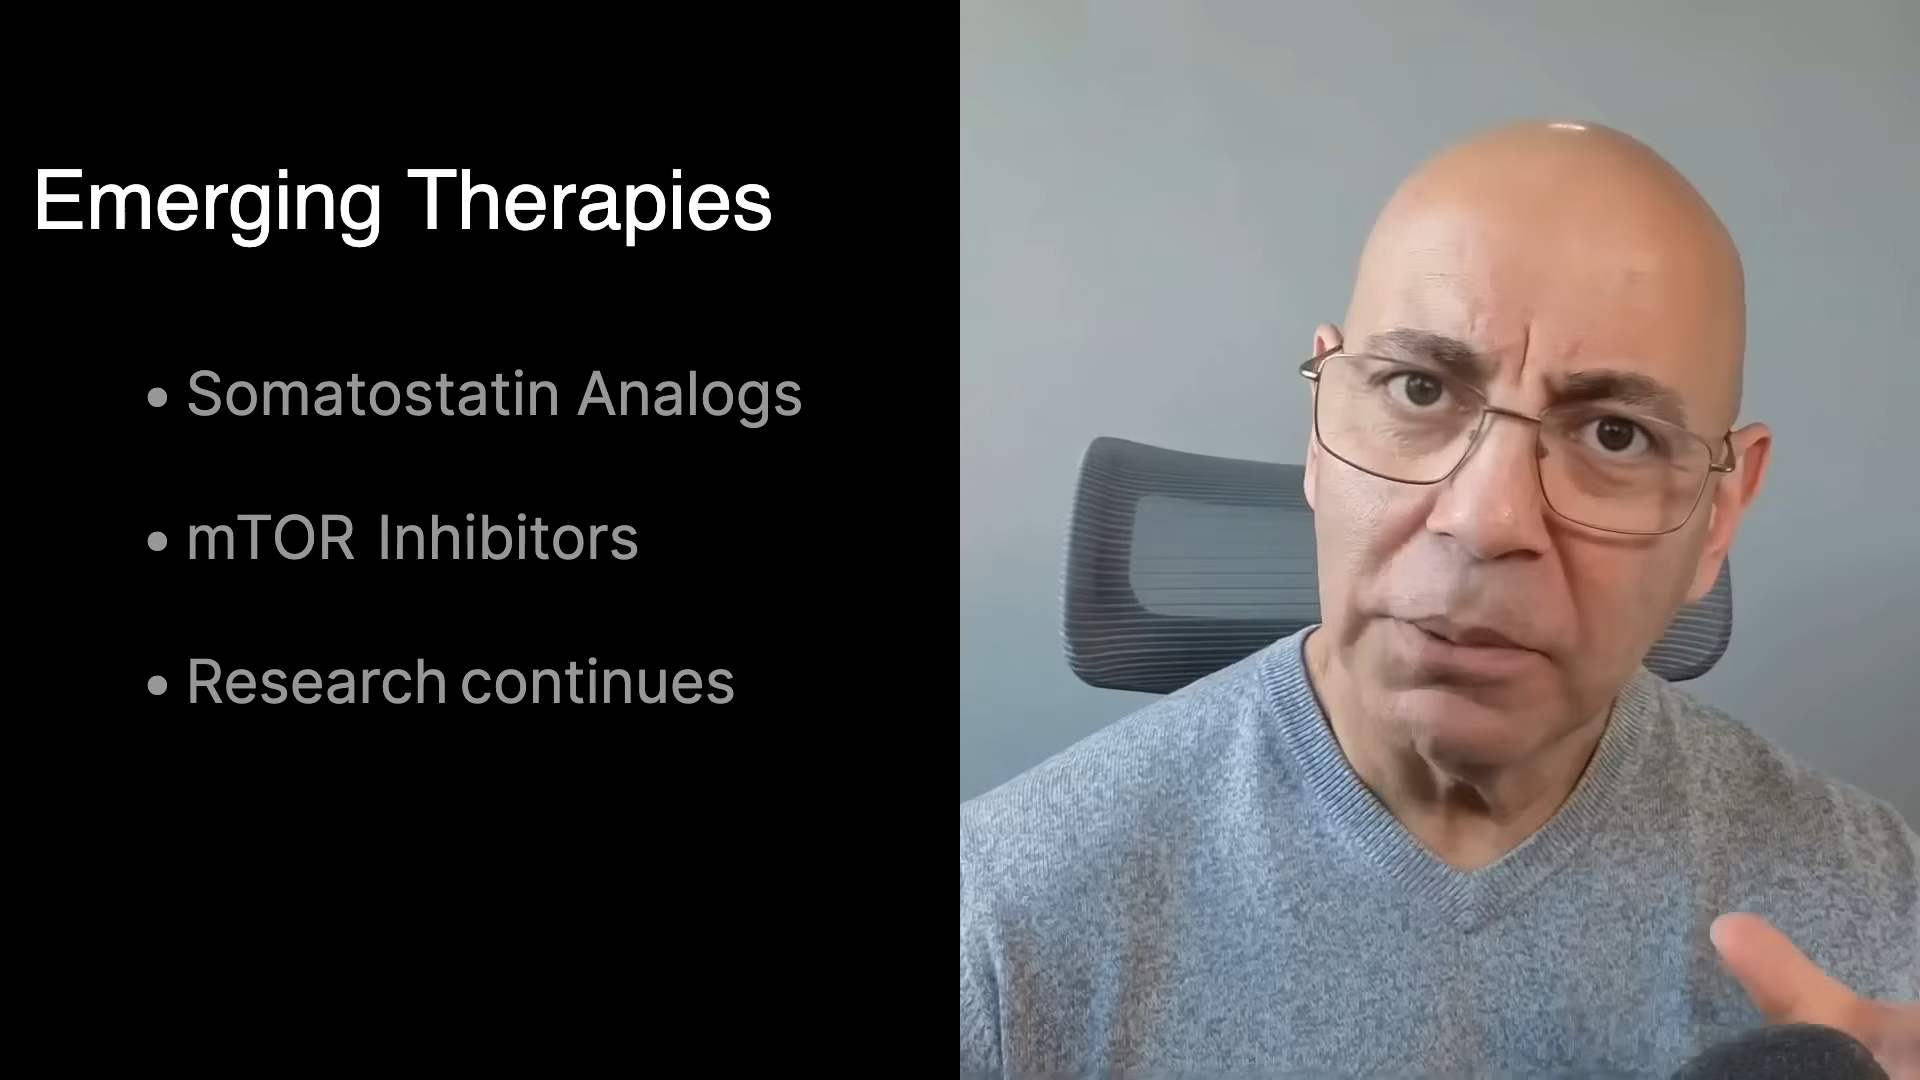 Emerging Therapies
• Somatostatin Analogs
• mTOR Inhibitors
• Research continues